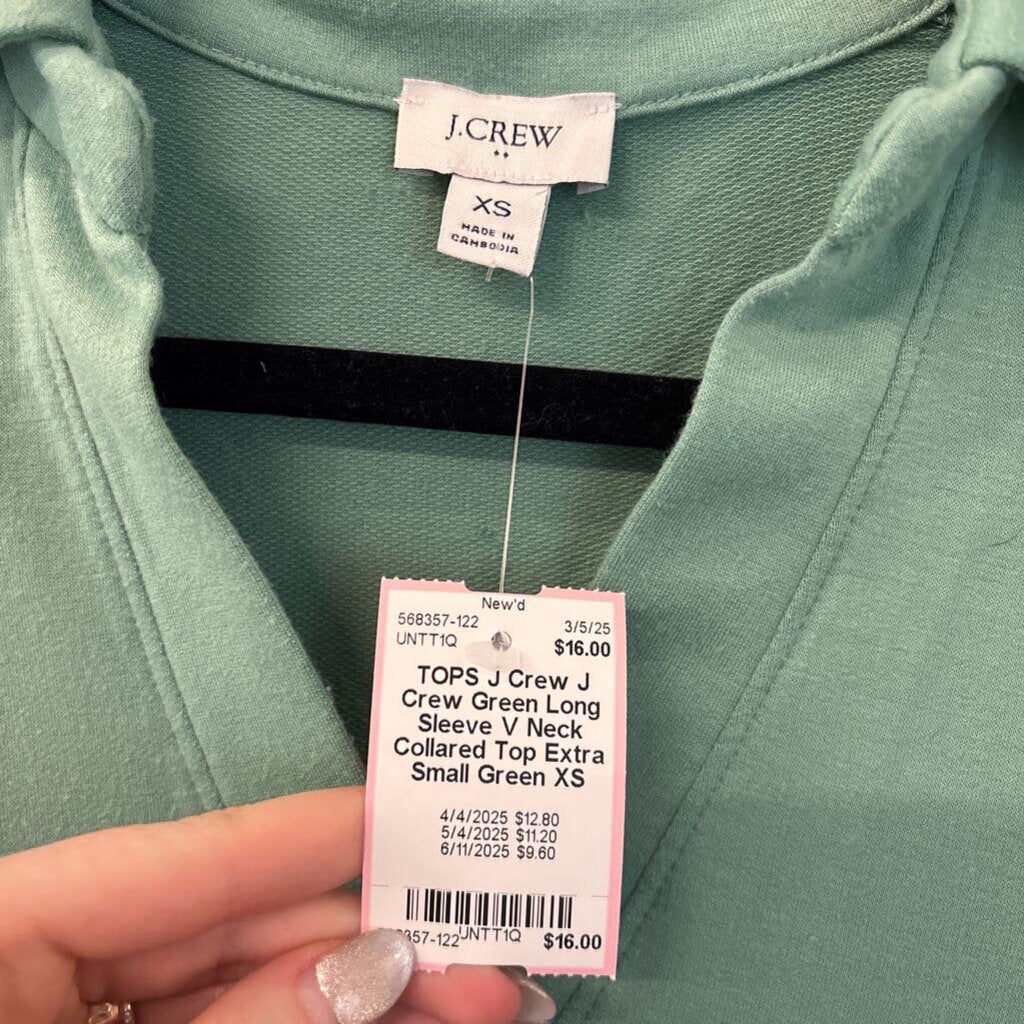 J.CREW
XS
MADE IN
CAMBODIA
New'd
568357-122 3/5/25
UNTT1Q $16.00
TOPS J Crew J
Crew Green Long
Sleeve V Neck
Collared Top Extra
Small Green XS
4/4/2025 $12.80
5/4/2025 $11.20
6/11/2025 $9.60
357-122 UNTT1Q $16.00